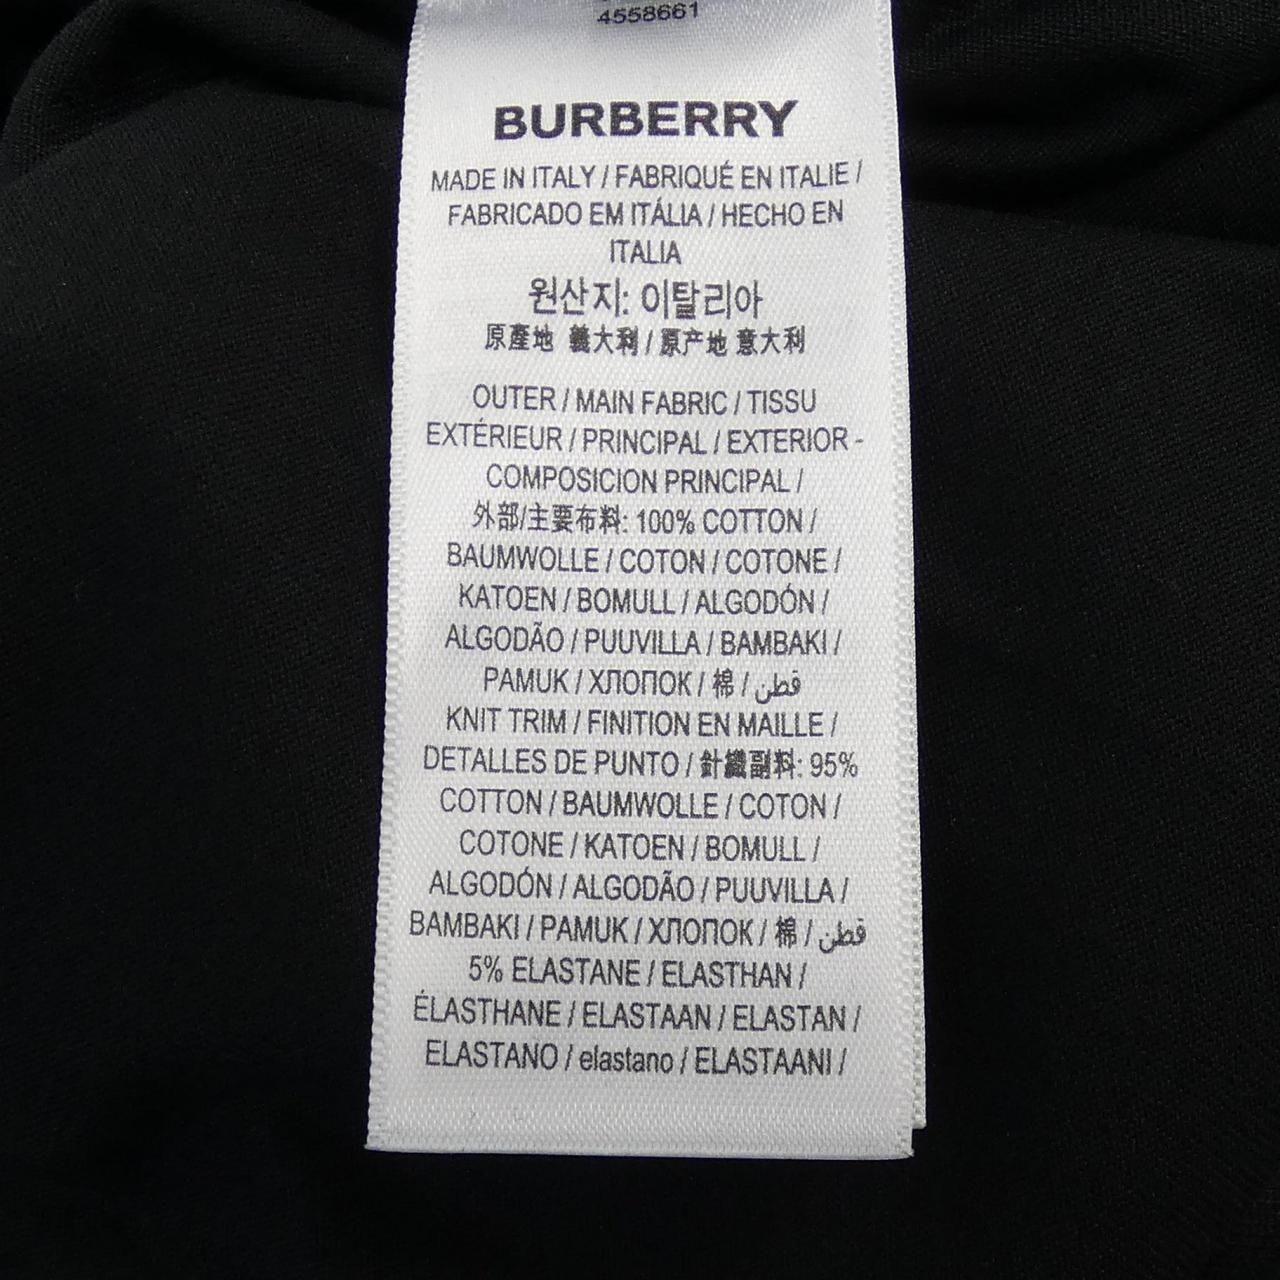 4558661
BURBERRY
MADE IN ITALY / FABRIQUÉ EN ITALIE /
FABRICADO EM ITÁLIA / HECHO EN
ITALIA
원산지: 이탈리아
原產地 義大利 / 原产地 意大利
OUTER / MAIN FABRIC / TISSU
EXTÉRIEUR / PRINCIPAL / EXTERIOR -
COMPOSICION PRINCIPAL /
外部/主要布料: 100% COTTON /
BAUMWOLLE / COTON / COTONE /
KATOEN / BOMULL / ALGODÓN /
ALGODÃO / PUUVILLA / BAMBAKI /
PAMUK / ХЛОПОК / 棉 / قطن
KNIT TRIM / FINITION EN MAILLE /
DETALLES DE PUNTO / 針織副料: 95%
COTTON / BAUMWOLLE / COTON /
COTONE / KATOEN / BOMULL /
ALGODÓN / ALGODÃO / PUUVILLA /
BAMBAKI / PAMUK / ХЛОПОК / 棉 / قطن
5% ELASTANE / ELASTHAN /
ÉLASTHANE / ELASTAAN / ELASTAN /
ELASTANO / elastano / ELASTAANI /